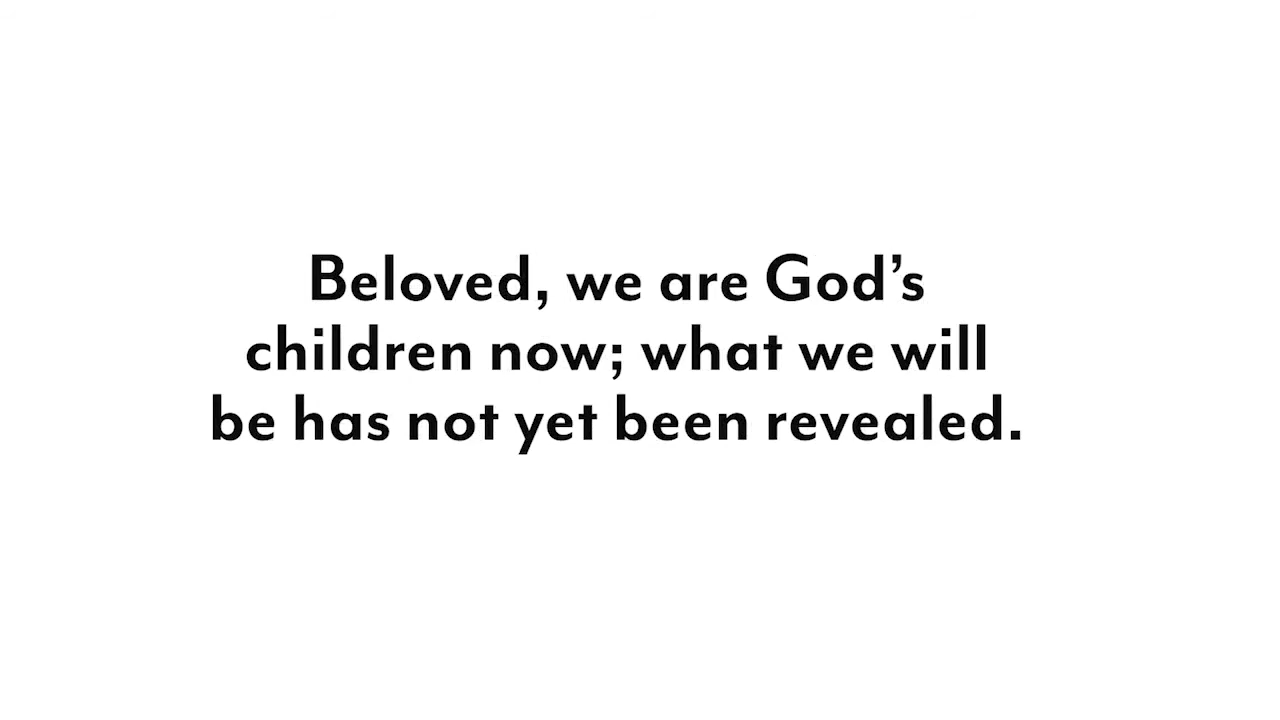 Beloved, we are God’s
children now; what we will
be has not yet been revealed.